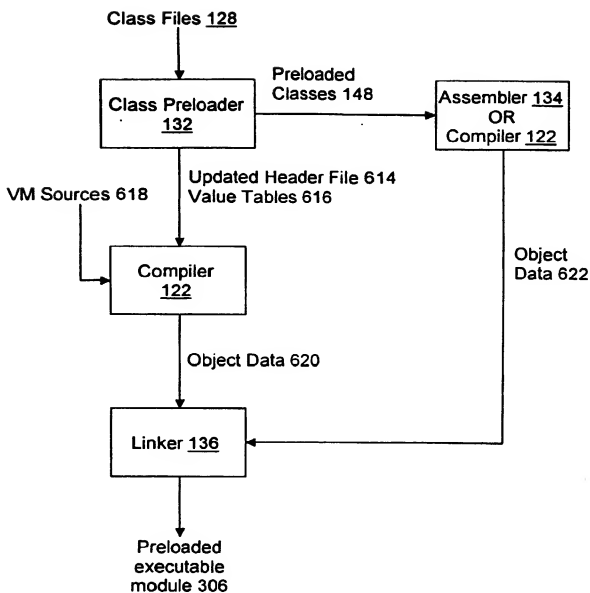 Class Files 128
Class Preloader
132
Preloaded
Classes 148
Assembler 134
OR
Compiler 122
Updated Header File 614
Value Tables 616
VM Sources 618
Compiler
122
Object
Data 622
Object Data 620
Linker 136
Preloaded
executable
module 306